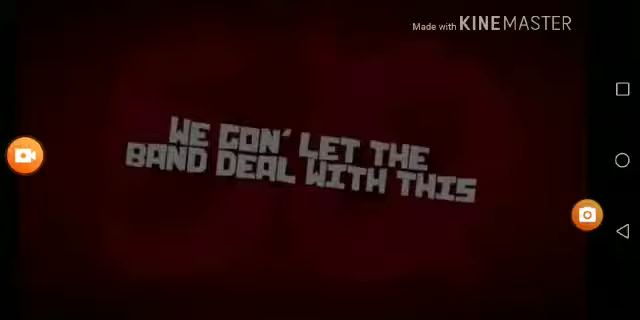 Made with KINEMASTER
WE GON' LET THE
BAND DEAL WITH THIS